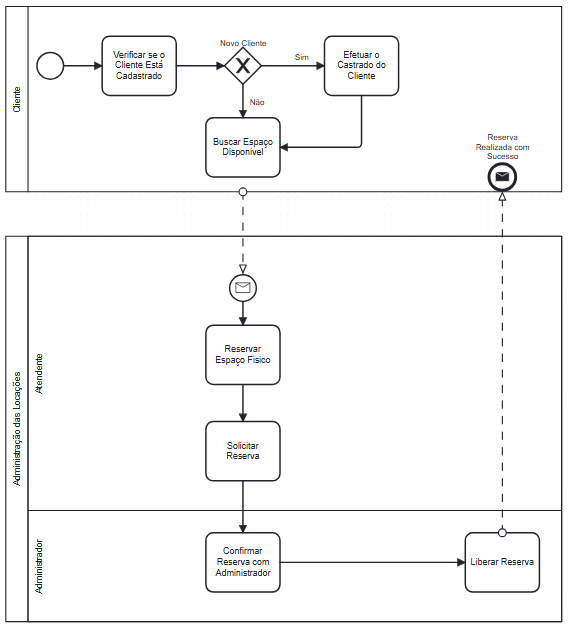 Cliente
Verificar se o
Cliente Está
Cadastrado
Novo Cliente
Sim
Efetuar o
Castrado do
Cliente
Não
Buscar Espaço
Disponível
Reserva
Realizada com
Sucesso
Administração das Locações
Atendente
Reservar
Espaço Fisico
Solicitar
Reserva
Administrador
Confirmar
Reserva com
Administrador
Liberar Reserva